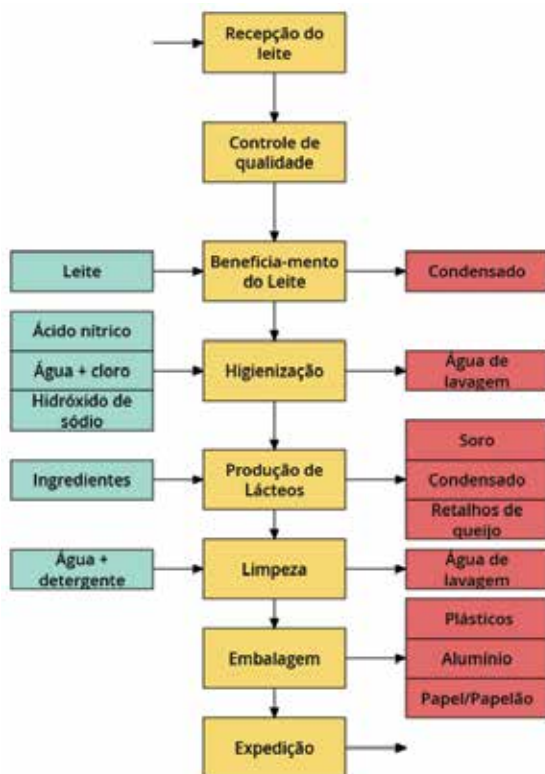 Recepção do
leite
Controle de
qualidade
Leite
Beneficia-mento
do Leite
Condensado
Ácido nítrico
Água + cloro
Hidróxido de
sódio
Higienização
Água de
lavagem
Ingredientes
Produção de
Lácteos
Soro
Condensado
Retalhos de
queijo
Água +
detergente
Limpeza
Água de
lavagem
Embalagem
Plásticos
Alumínio
Papel/Papelão
Expedição